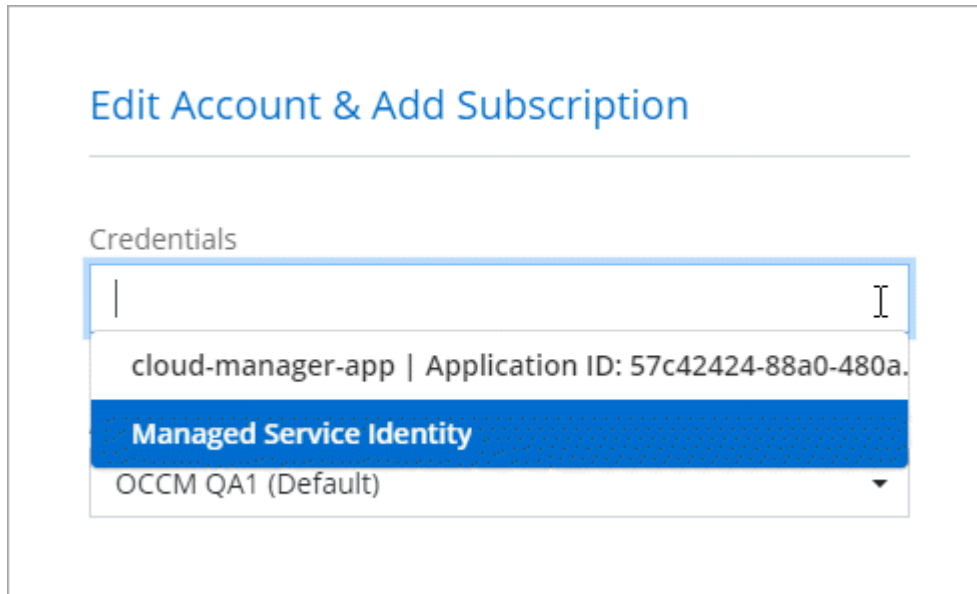 Edit Account & Add Subscription
Credentials
cloud-manager-app | Application ID: 57c42424-88a0-480a.
Managed Service Identity
OCCM QA1 (Default)